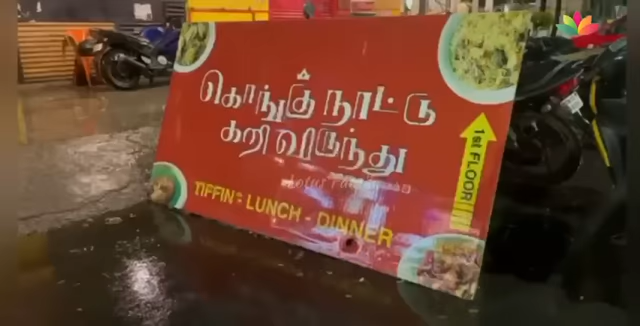 கொங்கு நாட்டு
கறி விருந்து
TIFFIN - LUNCH - DINNER
1st FLOOR